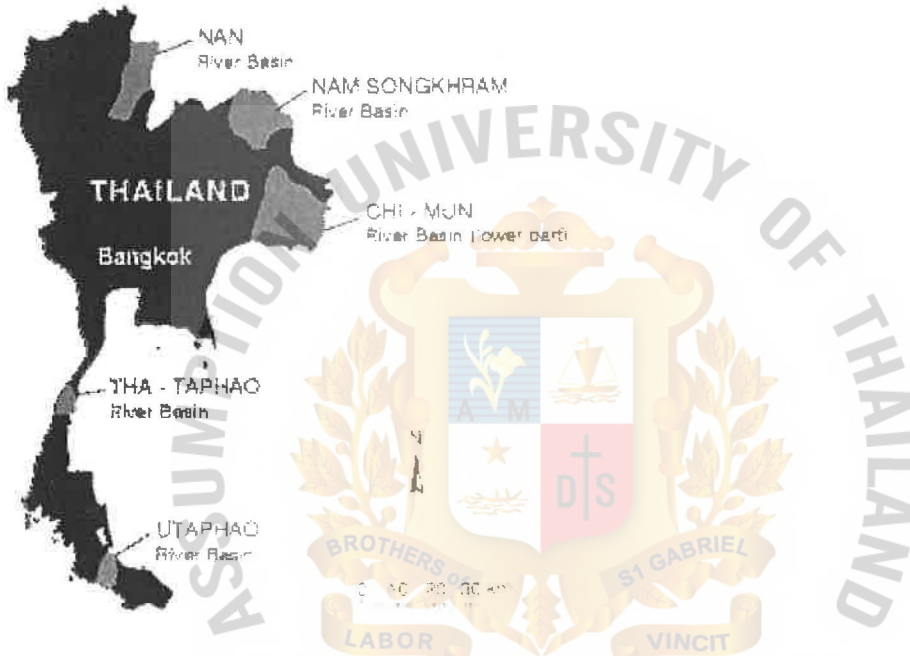 NAN
River Basin
NAM SONGKHRAM
River Basin
THAILAND
CHI - MUN
River Basin (lower part)
Bangkok
THA - TAPHAO
River Basin
UTAPHAO
River Basin
N
ASSUMPTION UNIVERSITY OF THAILAND
A M
D S
BROTHERS OF
ST GABRIEL
LABOR
VINCIT